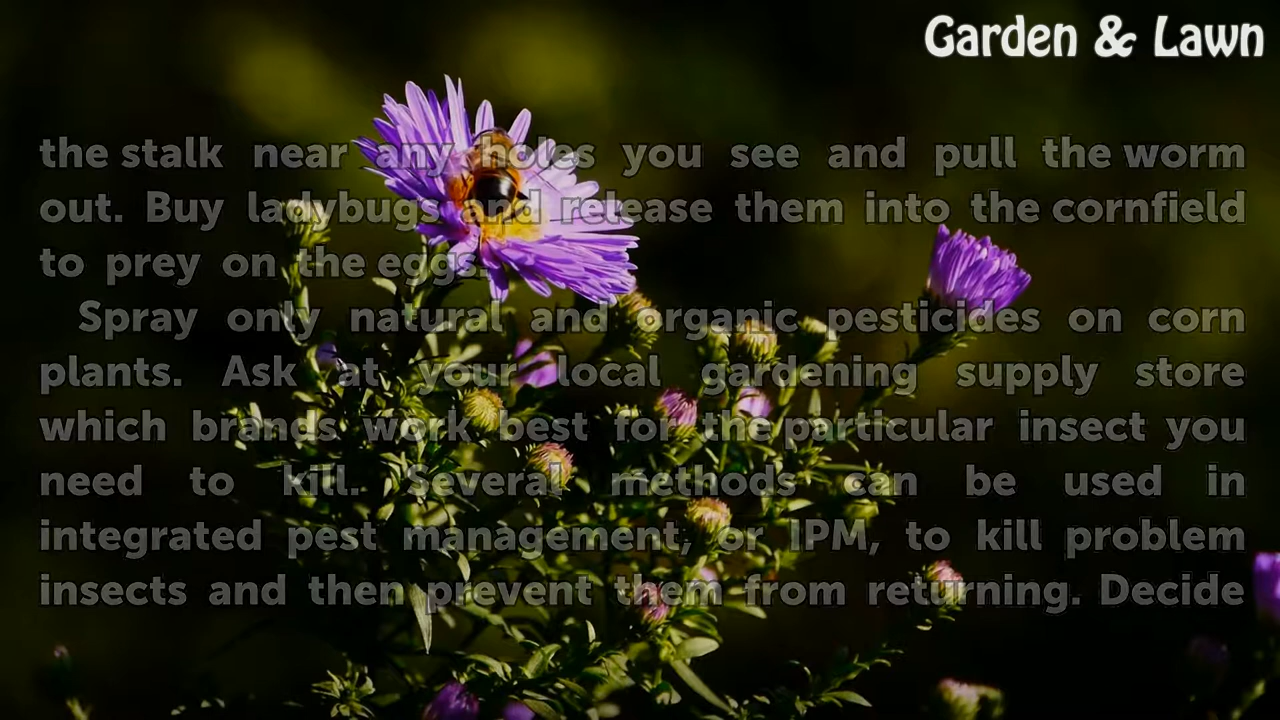 Garden & Lawn
the stalk near any holes you see and pull the worm
out. Buy ladybugs and release them into the cornfield
to prey on the eggs.
Spray only natural and organic pesticides on corn
plants. Ask at your local gardening supply store
which brands work best for the particular insect you
need to kill. Several methods can be used in
integrated pest management, or IPM, to kill problem
insects and then prevent them from returning. Decide